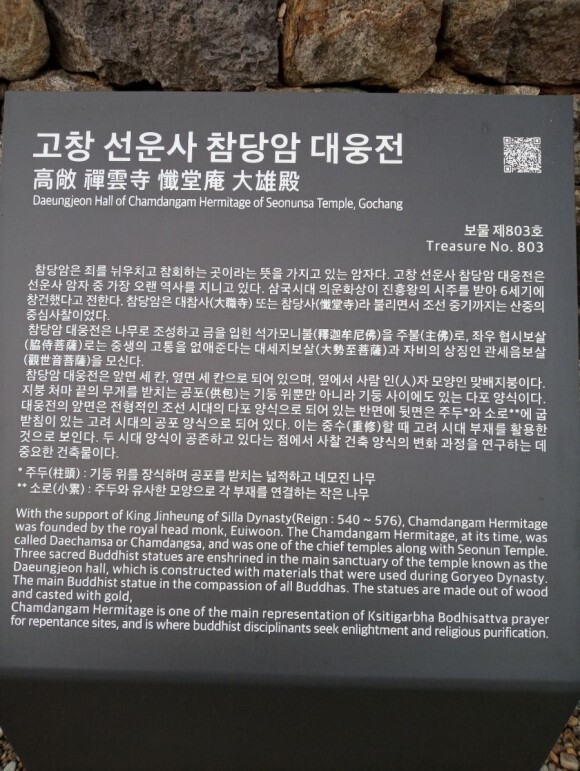 고창 선운사 참당암 대웅전
高敞 禪雲寺 懺堂庵 大雄殿
Daeungjeon Hall of Chamdangam Hermitage of Seonunsa Temple, Gochang
보물 제803호
Treasure No. 803
참당암은 죄를 뉘우치고 참회하는 곳이라는 뜻을 가지고 있는 암자다. 고창 선운사 참당암 대웅전은
선운사 암자 중 가장 오랜 역사를 지니고 있다. 삼국시대 의운화상이 진흥왕의 시주를 받아 6세기에
창건했다고 전한다. 참당암은 대참사(大懺寺) 또는 참당사(懺堂寺)라 불리면서 조선 중기까지는 산중의
중심사찰이었다.
참당암 대웅전은 나무로 조성하고 금을 입힌 석가모니불(釋迦牟尼佛)을 주불(主佛)로, 좌우 협시보살
(脇侍菩薩)로는 중생의 고통을 없애준다는 대세지보살(大勢至菩薩)과 자비의 상징인 관세음보살
(觀世音菩薩)을 모신다.
참당암 대웅전은 앞면 세 칸, 옆면 세 칸으로 되어 있으며, 옆에서 사람 인(人)자 모양인 맞배지붕이다.
지붕 처마 끝의 무게를 받치는 공포(供包)는 기둥 위뿐만 아니라 기둥 사이에도 있는 다포 양식이다.
대웅전의 앞면은 전형적인 조선 시대의 다포 양식으로 되어 있는 반면에 뒷면은 주두*와 소로**에 굽
받침이 있는 고려 시대의 공포 양식으로 되어 있다. 이는 중수(重修)할 때 고려 시대 부재를 활용한
것으로 보인다. 두 시대 양식이 공존하고 있다는 점에서 사찰 건축 양식의 변화 과정을 연구하는 데
중요한 건축물이다.
* 주두(柱頭) : 기둥 위를 장식하며 공포를 받치는 넓적하고 네모진 나무
** 소로(小累) : 주두와 유사한 모양으로 각 부재를 연결하는 작은 나무
With the support of King Jinheung of Silla Dynasty(Reign : 540 ~ 576), Chamdangam Hermitage
was founded by the royal head monk, Euiwoon. The Chamdangam Hermitage, at its time, was
called Daechamsa or Chamdangsa, and was one of the chief temples along with Seonun Temple.
Three sacred Buddhist statues are enshrined in the main sanctuary of the temple known as the
Daeungjeon hall, which is constructed with materials that were used during Goryeo Dynasty.
The main Buddhist statue in the compassion of all Buddhas. The statues are made out of wood
and casted with gold,
Chamdangam Hermitage is one of the main representation of Ksitigarbha Bodhisattva prayer
for repentance sites, and is where buddhist disciplinants seek enlightment and religious purification.